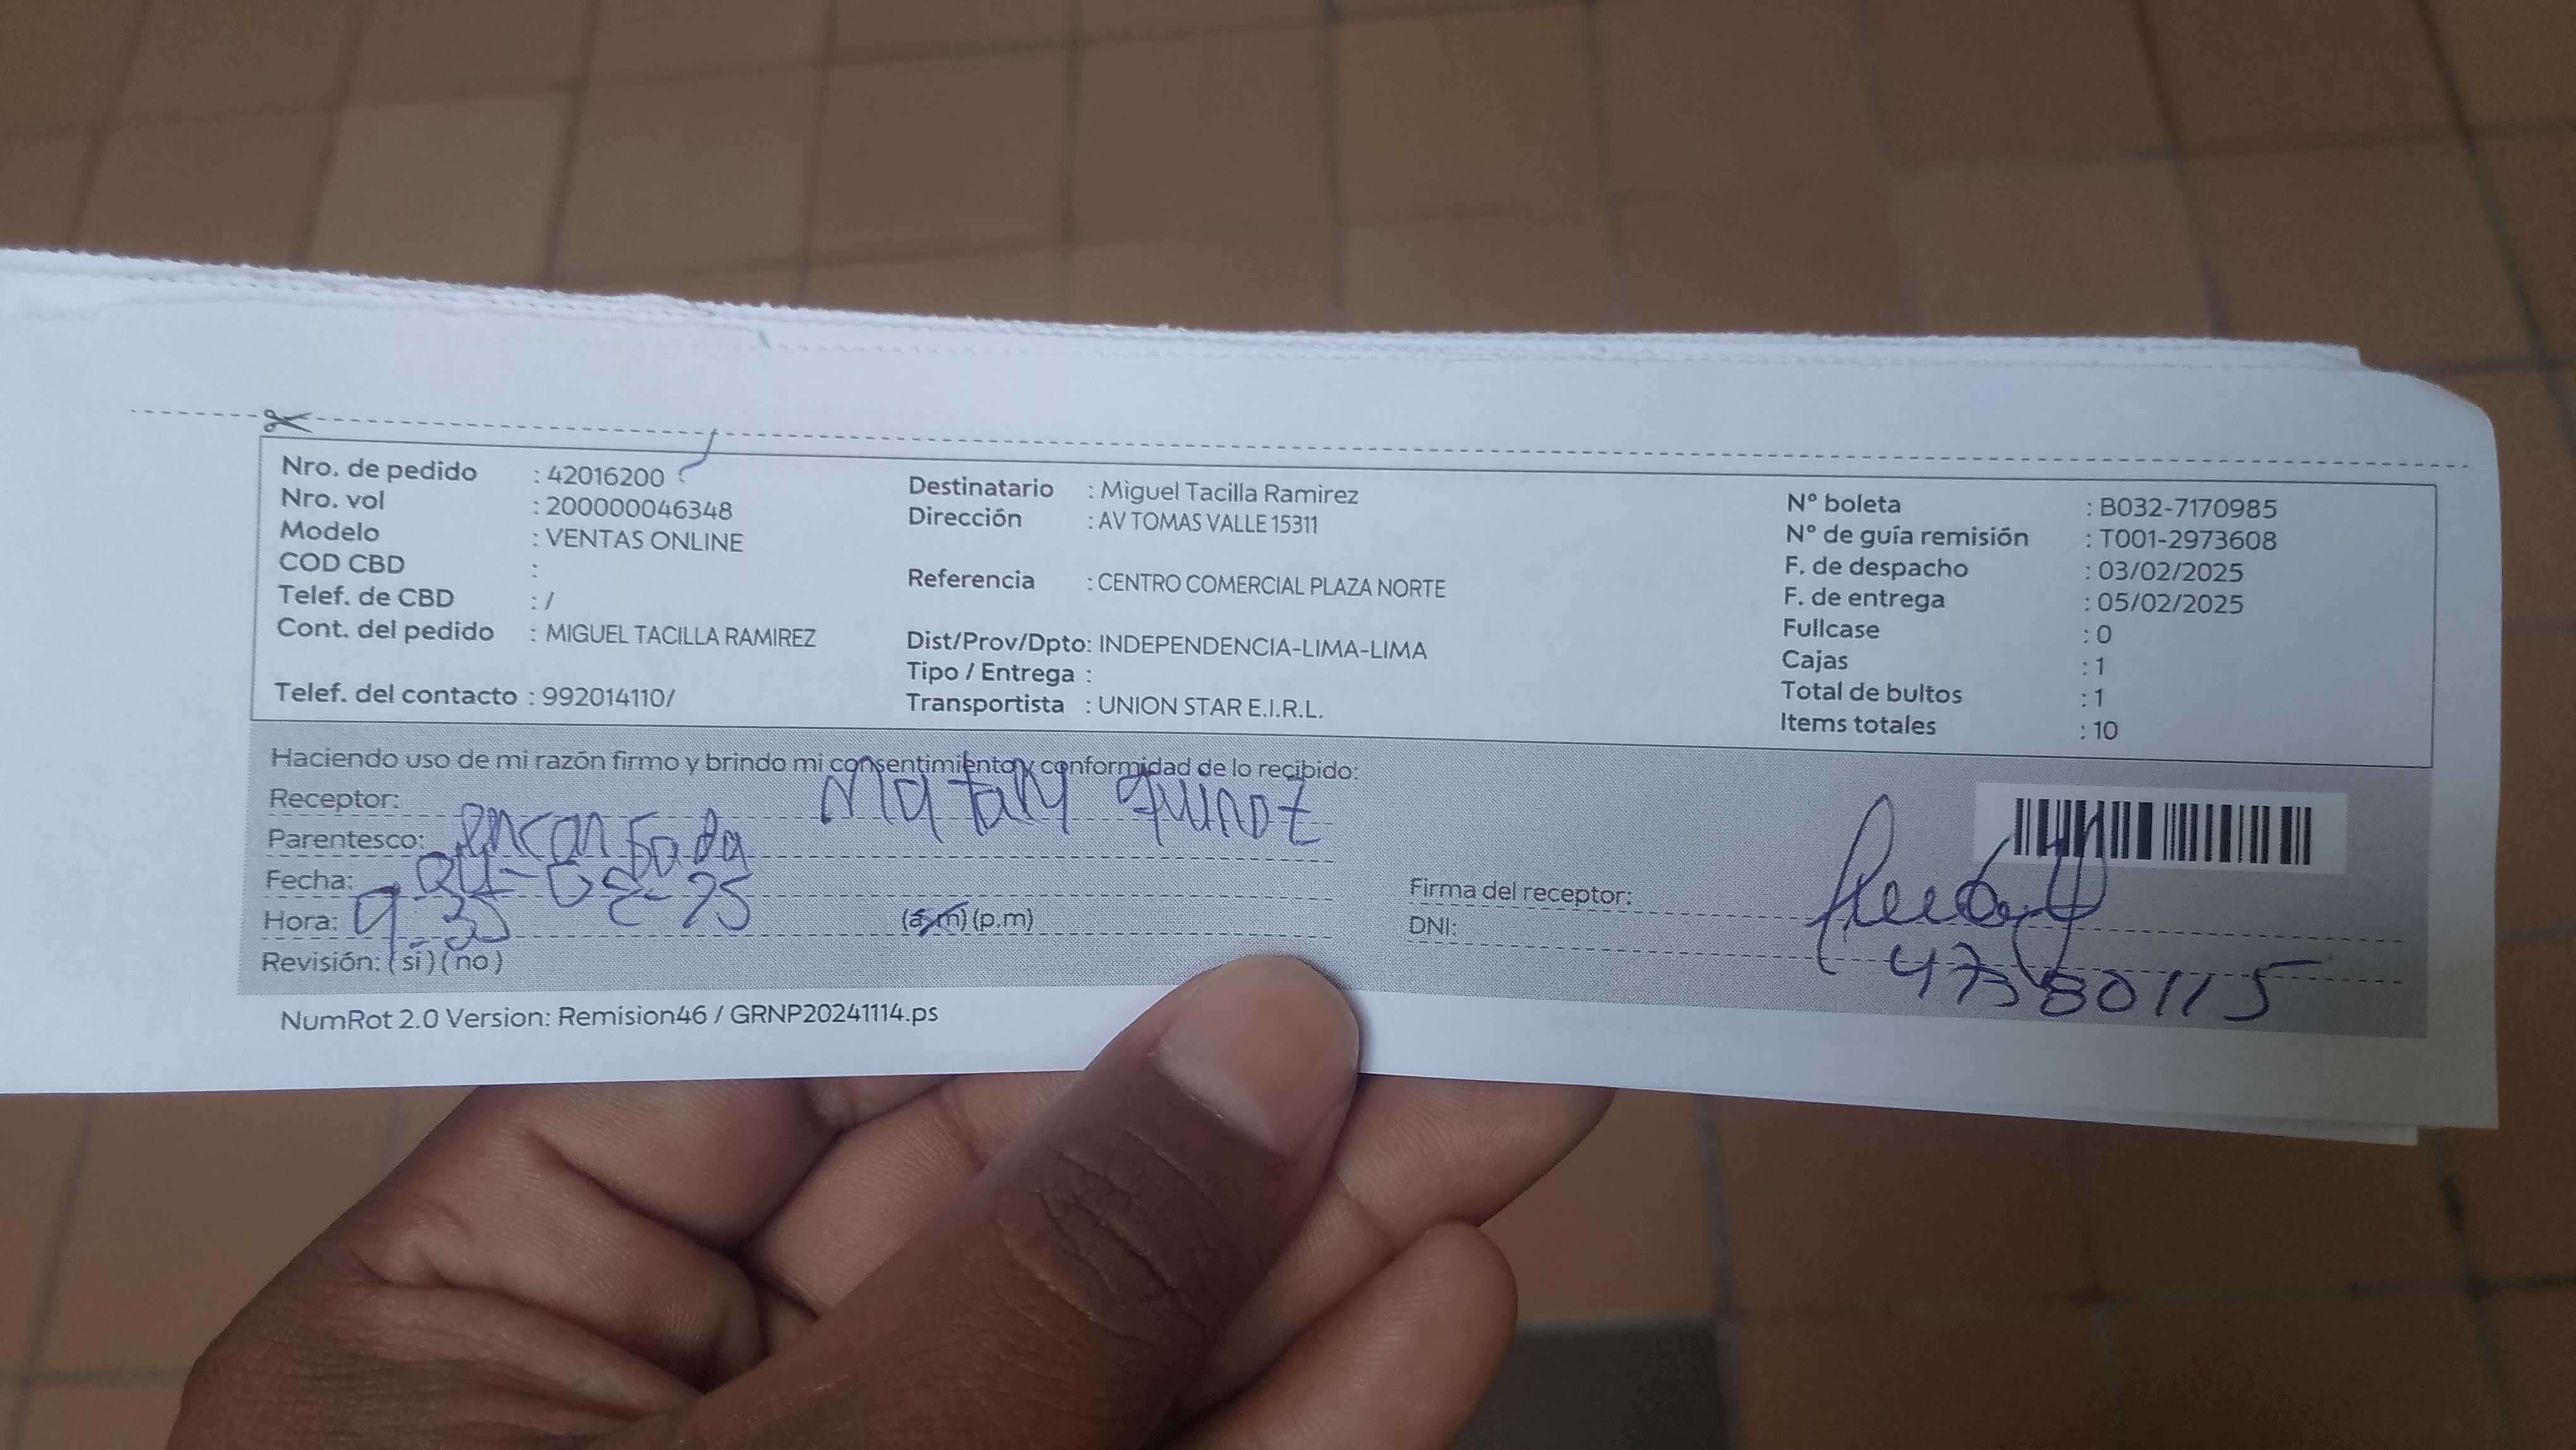 Nro. de pedido : 42016200
Nro. vol : 200000046348
Modelo : VENTAS ONLINE
COD CBD :
Telef. de CBD : /
Cont. del pedido : MIGUEL TACILLA RAMIREZ
Telef. del contacto : 992014110/
Destinatario : Miguel Tacilla Ramirez
Dirección : AV TOMAS VALLE 15311
Referencia : CENTRO COMERCIAL PLAZA NORTE
Dist/Prov/Dpto: INDEPENDENCIA-LIMA-LIMA
Tipo / Entrega :
Transportista : UNION STAR E.I.R.L.
Nº boleta : B032-7170985
Nº de guía remisión : T001-2973608
F. de despacho : 03/02/2025
F. de entrega : 05/02/2025
Fullcase : 0
Cajas : 1
Total de bultos : 1
Items totales : 10
Haciendo uso de mi razón firmo y brindo mi consentimiento y conformidad de lo recibido:
Receptor:
Parentesco:
Fecha:
Hora: 9 35 (a.m) (p.m)
Revisión: (si) (no)
Firma del receptor:
DNI: 47380115
NumRot 2.0 Version: Remision46 / GRNP20241114.ps